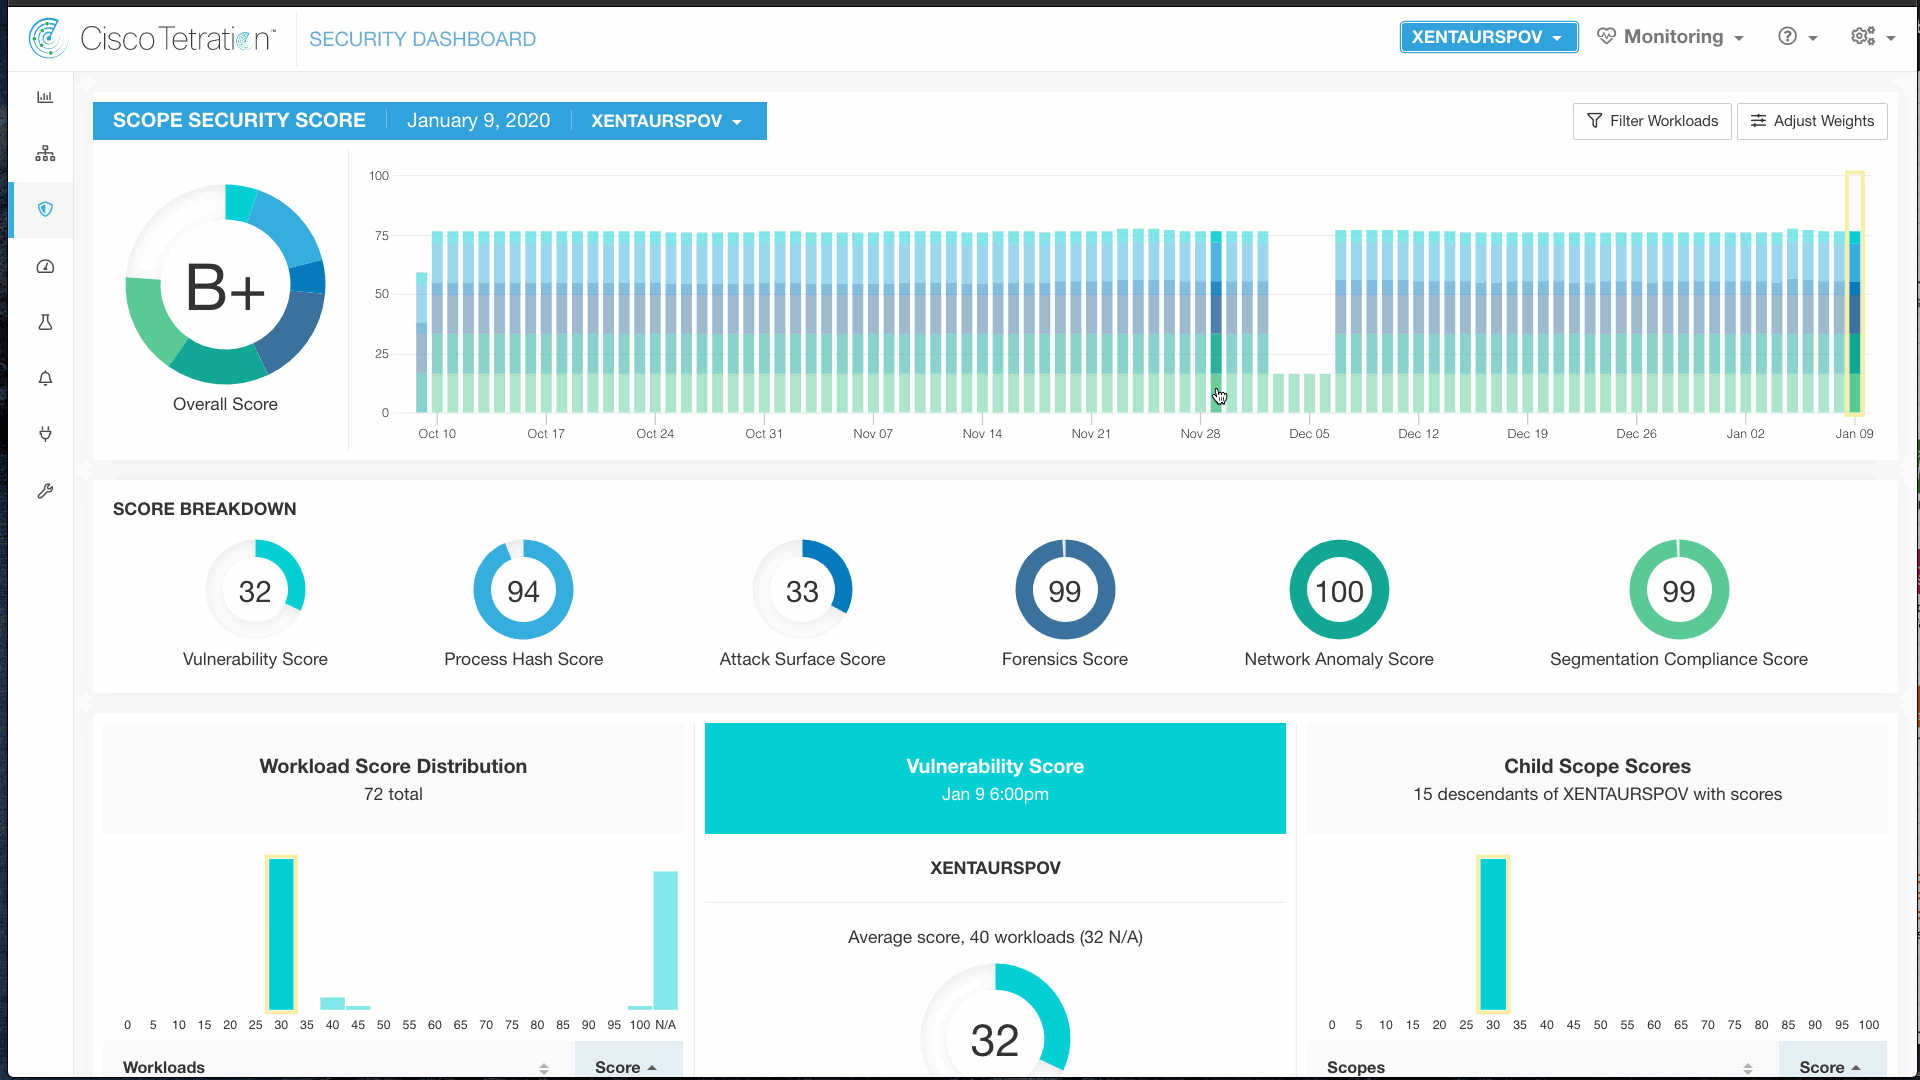 Cisco Tetration™
SECURITY DASHBOARD
XENTAURSPOV
Monitoring
SCOPE SECURITY SCORE
January 9, 2020
XENTAURSPOV
Filter Workloads
Adjust Weights
B+
Overall Score
100
75
50
25
0
Oct 10 Oct 17 Oct 24 Oct 31 Nov 07 Nov 14 Nov 21 Nov 28 Dec 05 Dec 12 Dec 19 Dec 26 Jan 02 Jan 09
SCORE BREAKDOWN
32 94 33 99 100 99
Vulnerability Score Process Hash Score Attack Surface Score Forensics Score Network Anomaly Score Segmentation Compliance Score
Workload Score Distribution
72 total
0 5 10 15 20 25 30 35 40 45 50 55 60 65 70 75 80 85 90 95 100 N/A
Workloads Score
Vulnerability Score
Jan 9 6:00pm
XENTAURSPOV
Average score, 40 workloads (32 N/A)
32
Child Scope Scores
15 descendants of XENTAURSPOV with scores
0 5 10 15 20 25 30 35 40 45 50 55 60 65 70 75 80 85 90 95 100
Scopes Score